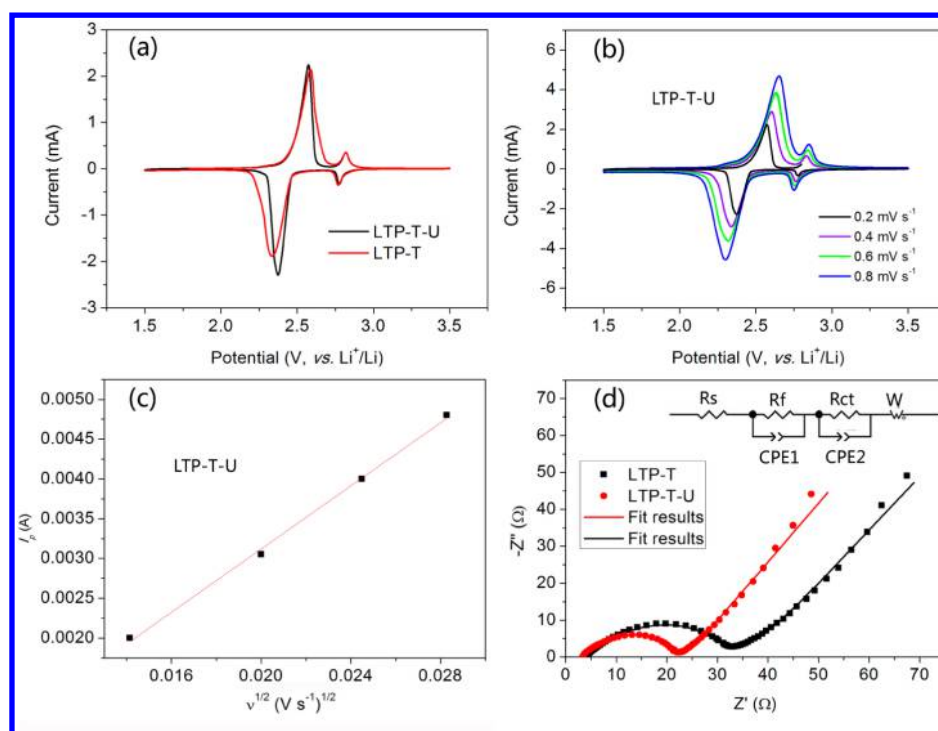 (a)
Current (mA)
3
2
1
0
-1
-2
-3
LTP-T-U
LTP-T
1.5 2.0 2.5 3.0 3.5
Potential (V, vs. Li⁺/Li)
(b)
LTP-T-U
Current (mA)
6
4
2
0
-2
-4
-6
0.2 mV s⁻¹
0.4 mV s⁻¹
0.6 mV s⁻¹
0.8 mV s⁻¹
1.5 2.0 2.5 3.0 3.5
Potential (V, vs. Li⁺/Li)
(c)
LTP-T-U
Iₚ (A)
0.0050
0.0045
0.0040
0.0035
0.0030
0.0025
0.0020
0.016 0.020 0.024 0.028
ν^1/2 (V s⁻¹)^1/2
(d)
Rs Rf Rct W
CPE1 CPE2
LTP-T
LTP-T-U
Fit results
Fit results
-Z'' (Ω)
70
60
50
40
30
20
10
0
0 10 20 30 40 50 60 70
Z' (Ω)